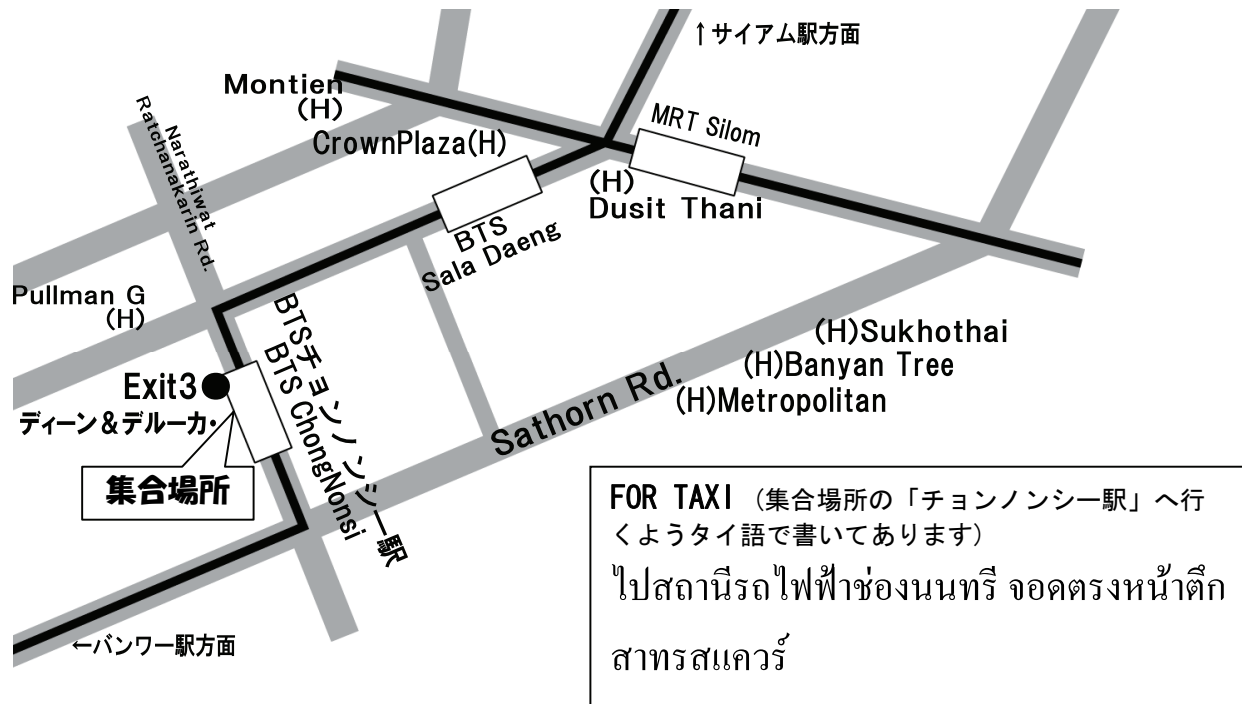 ↑サイアム駅方面
Montien
(H)
MRT Silom
CrownPlaza(H)
Narathiwat
Ratchanakarin Rd.
(H)
Dusit Thani
BTS
Sala Daeng
Pullman G
(H)
BTSチョンノンシー駅
BTS ChongNonsi
(H)Sukhothai
(H)Banyan Tree
(H)Metropolitan
Sathorn Rd.
Exit3
ディーン&デルーカ・
集合場所
←バンワー駅方面
FOR TAXI (集合場所の「チョンノンシー駅」へ行
くようタイ語で書いてあります)
ไปสถานีรถไฟฟ้าช่องนนทรี จอดตรงหน้าตึก
สาทรสแควร์